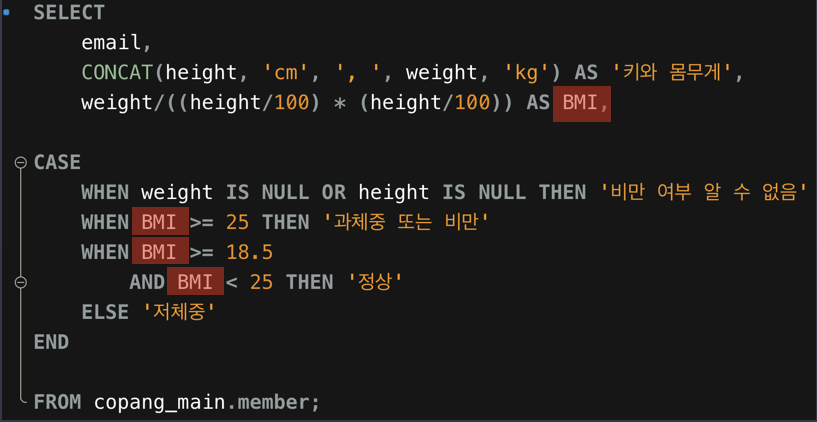 SELECT
email,
CONCAT(height, 'cm', ', ', weight, 'kg') AS '키와 몸무게',
weight/((height/100) * (height/100)) AS BMI,
CASE
WHEN weight IS NULL OR height IS NULL THEN '비만 여부 알 수 없음'
WHEN BMI >= 25 THEN '과체중 또는 비만'
WHEN BMI >= 18.5
AND BMI < 25 THEN '정상'
ELSE '저체중'
END
FROM copang_main.member;